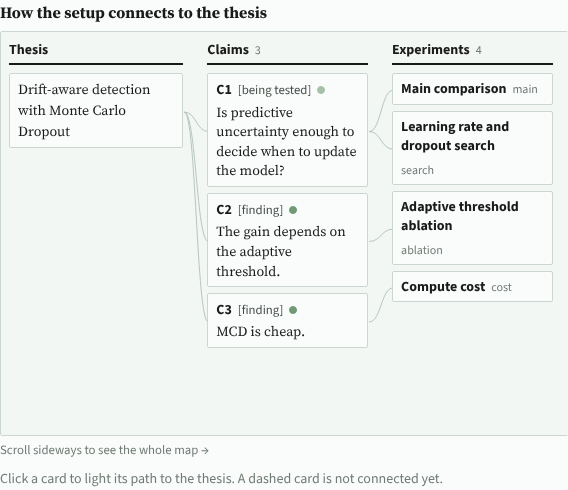 How the setup connects to the thesis
Thesis
Drift-aware detection
with Monte Carlo
Dropout
Claims 3
C1 [being tested]
Is predictive
uncertainty enough to
decide when to update
the model?
C2 [finding]
The gain depends on
the adaptive
threshold.
C3 [finding]
MCD is cheap.
Experiments 4
Main comparison main
Learning rate and
dropout search
search
Adaptive threshold
ablation
ablation
Compute cost cost
Scroll sideways to see the whole map →
Click a card to light its path to the thesis. A dashed card is not connected yet.